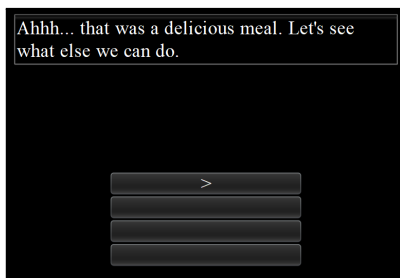 Ahhh... that was a delicious meal. Let's see
what else we can do.
>